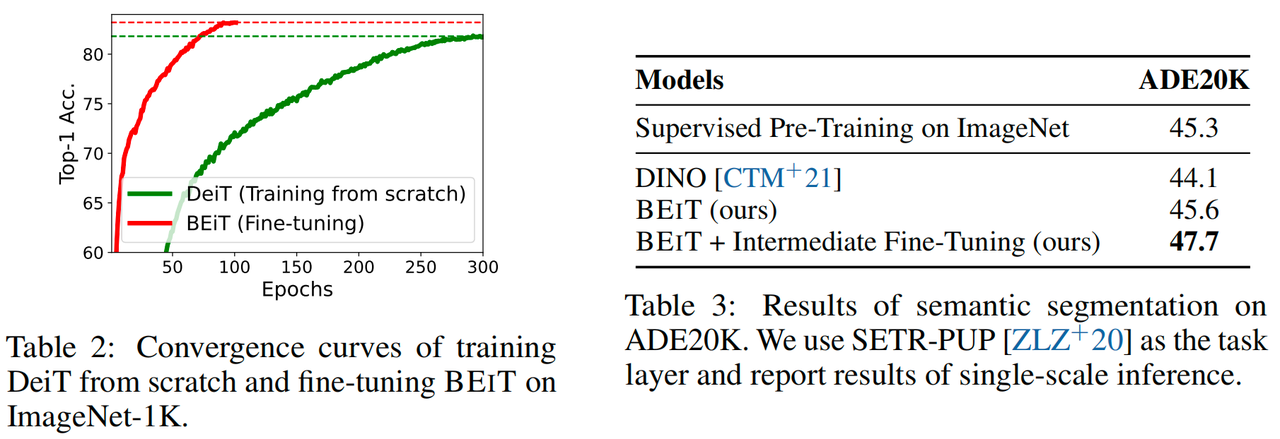 80
75
70
65
60
Top-1 Acc.
DeiT (Training from scratch)
BEiT (Fine-tuning)
50 100 150 200 250 300
Epochs
Table 2: Convergence curves of training
DeiT from scratch and fine-tuning BEIT on
ImageNet-1K.
Models ADE20K
Supervised Pre-Training on ImageNet 45.3
DINO [CTM+21] 44.1
BEIT (ours) 45.6
BEIT + Intermediate Fine-Tuning (ours) 47.7
Table 3: Results of semantic segmentation on
ADE20K. We use SETR-PUP [ZLZ+20] as the task
layer and report results of single-scale inference.